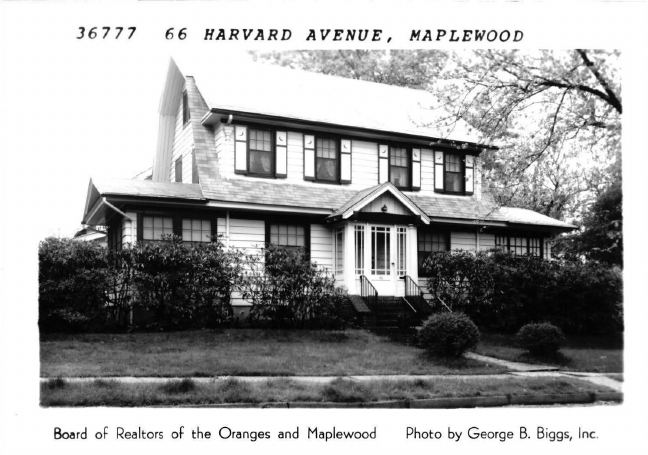 36777 66 HARVARD AVENUE, MAPLEWOOD
Board of Realtors of the Oranges and Maplewood Photo by George B. Biggs, Inc.